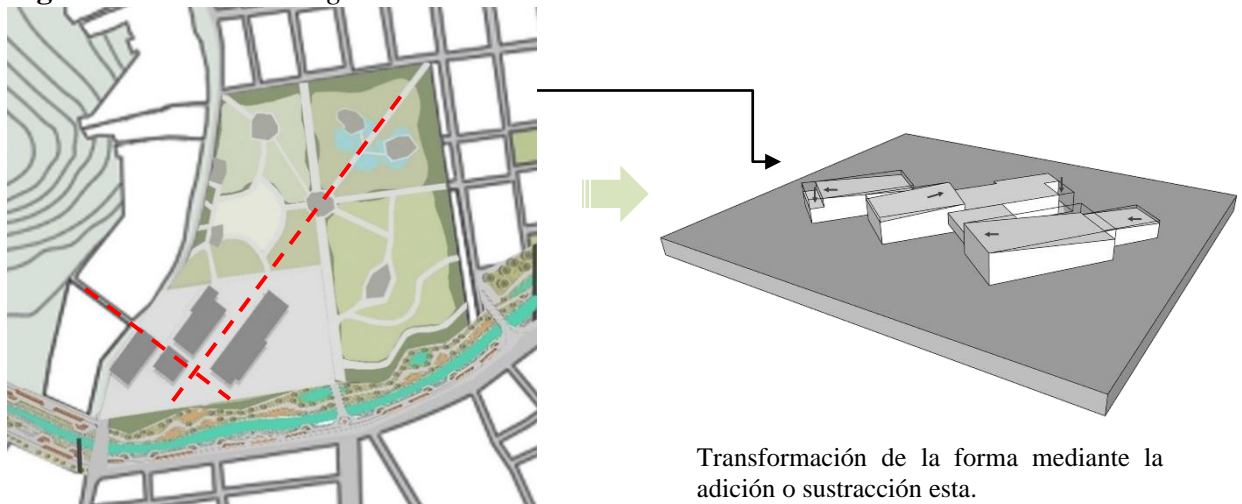 Transformación de la forma mediante la
adición o sustracción esta.